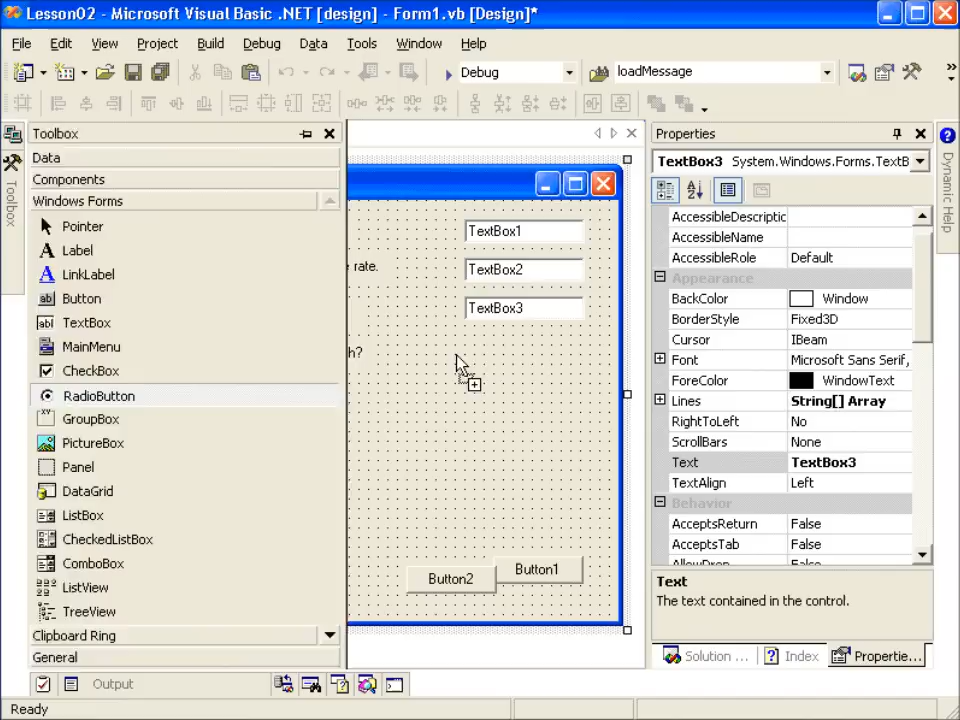 Lesson02 - Microsoft Visual Basic .NET [design] - Form1.vb [Design]*
File Edit View Project Build Debug Data Tools Window Help
Debug loadMessage
Toolbox
Data
Components
Windows Forms
Pointer
Label
LinkLabel
Button
TextBox
MainMenu
CheckBox
RadioButton
GroupBox
PictureBox
Panel
DataGrid
ListBox
CheckedListBox
ComboBox
ListView
TreeView
Clipboard Ring
General
Toolbox
TextBox1
rate.
TextBox2
TextBox3
h?
Button2
Button1
Properties
TextBox3 System.Windows.Forms.TextB
AccessibleDescriptic
AccessibleName
AccessibleRole Default
Appearance
BackColor Window
BorderStyle Fixed3D
Cursor IBeam
Font Microsoft Sans Serif,
ForeColor WindowText
Lines String[] Array
RightToLeft No
ScrollBars None
Text TextBox3
TextAlign Left
Behavior
AcceptsReturn False
AcceptsTab False
AllowDrop False
Text
The text contained in the control.
Solution ... Index Propertie...
Dynamic Help
Output
Ready